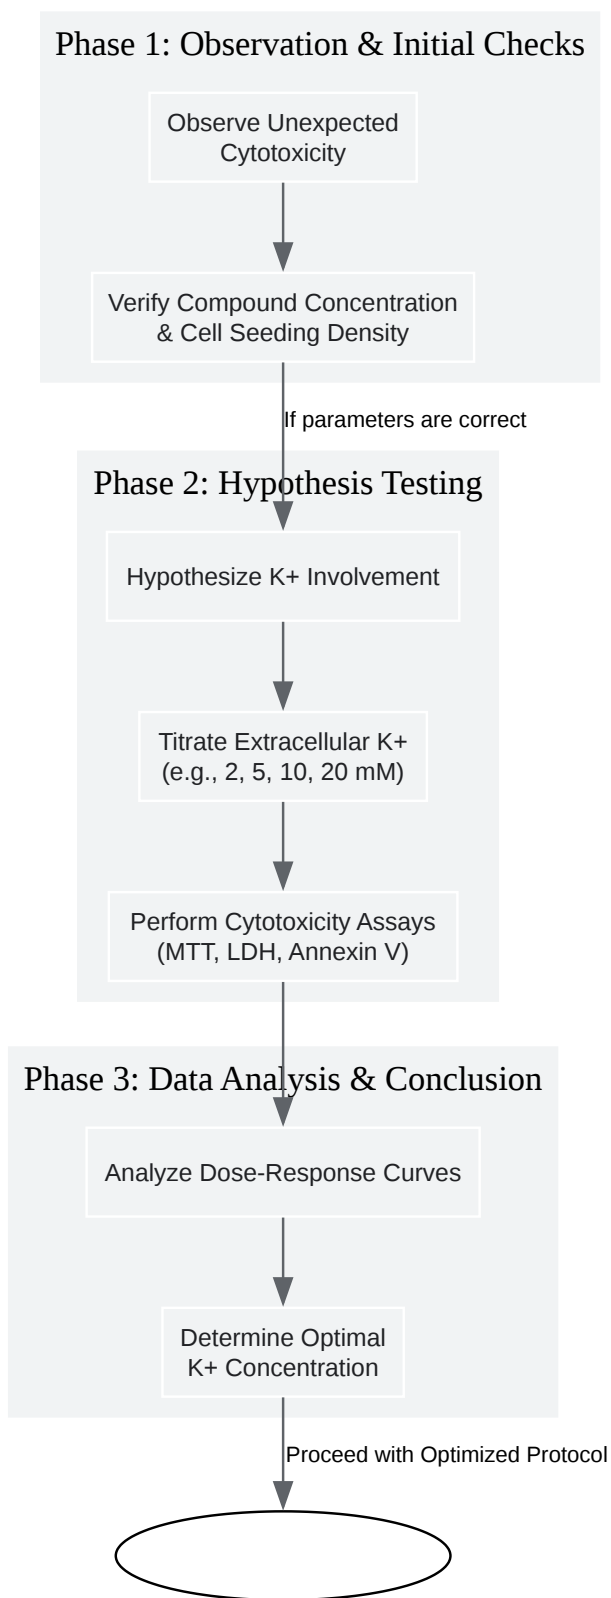 Phase 1: Observation & Initial Checks
Observe Unexpected
Cytotoxicity
Verify Compound Concentration
& Cell Seeding Density
If parameters are correct
Phase 2: Hypothesis Testing
Hypothesize K+ Involvement
Titrate Extracellular K+
(e.g., 2, 5, 10, 20 mM)
Perform Cytotoxicity Assays
(MTT, LDH, Annexin V)
Phase 3: Data Analysis & Conclusion
Analyze Dose-Response Curves
Determine Optimal
K+ Concentration
Proceed with Optimized Protocol